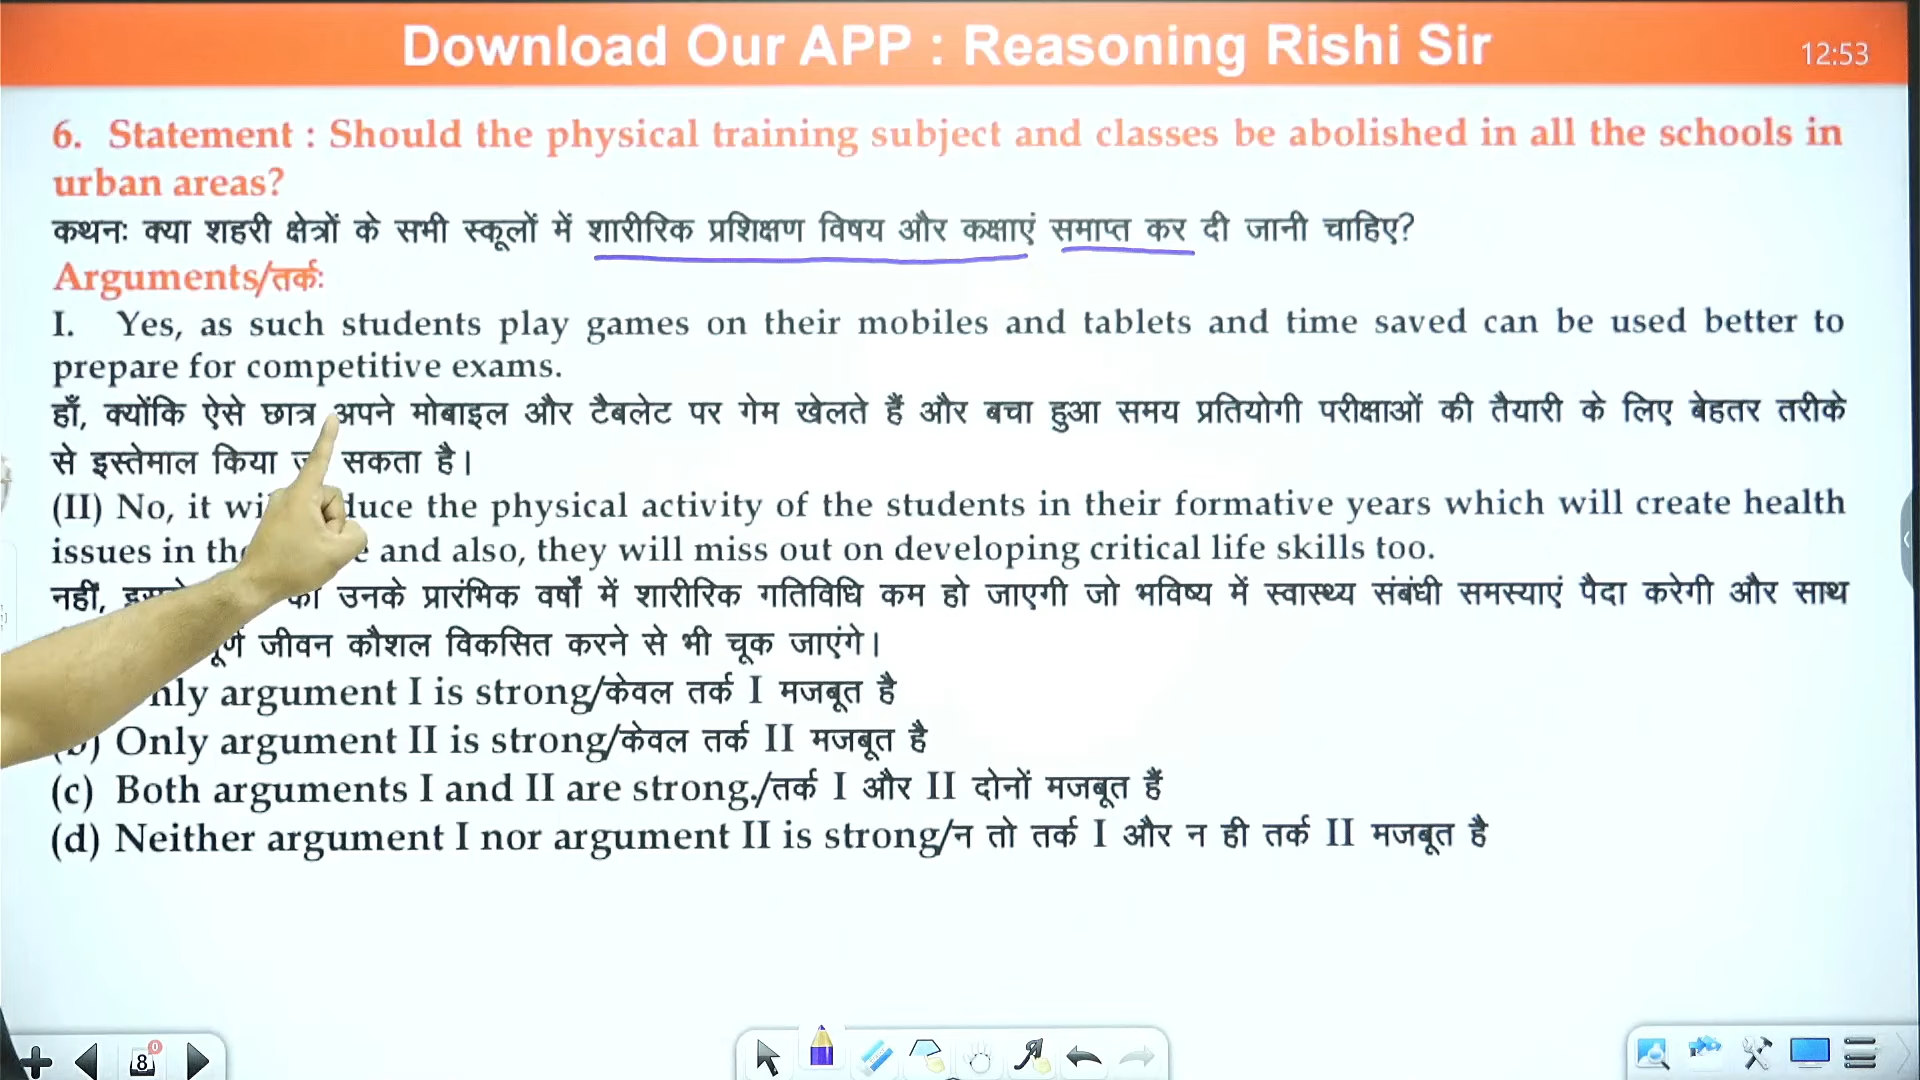 Download Our APP : Reasoning Rishi Sir
12:53
6. Statement : Should the physical training subject and classes be abolished in all the schools in
urban areas?
कथनः क्या शहरी क्षेत्रों के सभी स्कूलों में शारीरिक प्रशिक्षण विषय और कक्षाएं समाप्त कर दी जानी चाहिए?
Arguments/तर्कः
I. Yes, as such students play games on their mobiles and tablets and time saved can be used better to
prepare for competitive exams.
हाँ, क्योंकि ऐसे छात्र अपने मोबाइल और टैबलेट पर गेम खेलते हैं और बचा हुआ समय प्रतियोगी परीक्षाओं की तैयारी के लिए बेहतर तरीके
से इस्तेमाल किया सकता है।
(II) No, it the physical activity of the students in their formative years which will create health
issues in and also, they will miss out on developing critical life skills too.
नहीं, उनके प्रारंभिक वर्षों में शारीरिक गतिविधि कम हो जाएगी जो भविष्य में स्वास्थ्य संबंधी समस्याएं पैदा करेगी और साथ
जीवन कौशल विकसित करने से भी चूक जाएंगे।
argument I is strong/केवल तर्क I मजबूत है
(b) Only argument II is strong/केवल तर्क II मजबूत है
(c) Both arguments I and II are strong./तर्क I और II दोनों मजबूत हैं
(d) Neither argument I nor argument II is strong/न तो तर्क I और न ही तर्क II मजबूत है
8
0